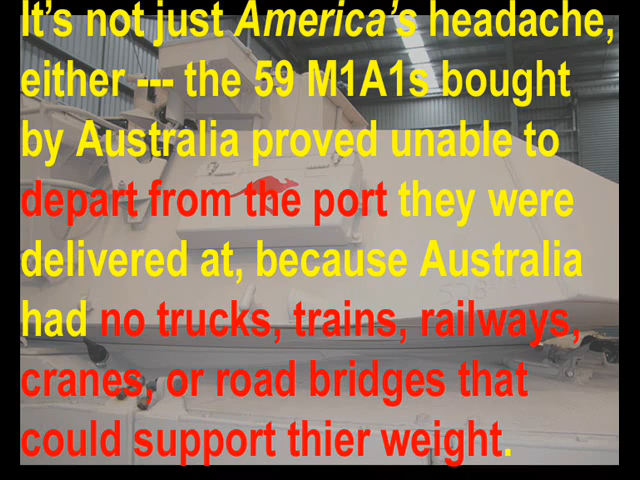 It's not just America's headache,
either --- the 59 M1A1s bought
by Australia proved unable to
depart from the port they were
delivered at, because Australia
had no trucks, trains, railways,
cranes, or road bridges that
could support thier weight.